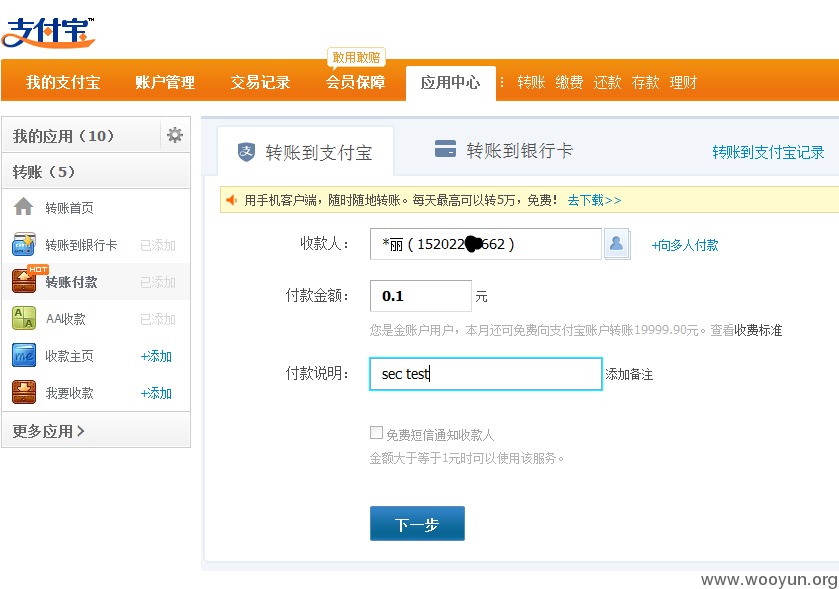 支付宝™
敢用敢赔
我的支付宝 账户管理 交易记录 会员保障 应用中心 转账 缴费 还款 存款 理财
我的应用（10）
转账（5）
转账首页
转账到银行卡 已添加
HOT
转账付款 已添加
AA收款 已添加
me
收款主页 +添加
我要收款 +添加
更多应用 >
支 转账到支付宝 转账到银行卡 转账到支付宝记录
用手机客户端，随时随地转账。每天最高可以转5万，免费！ 去下载>>
收款人： *丽 ( 152022 662 ) +向多人付款
付款金额： 0.1 元
您是金账户用户，本月还可免费向支付宝账户转账19999.90元。查看收费标准
付款说明： sec test 添加备注
免费短信通知收款人
金额大于等于1元时可以使用该服务。
下一步
www.wooyun.org